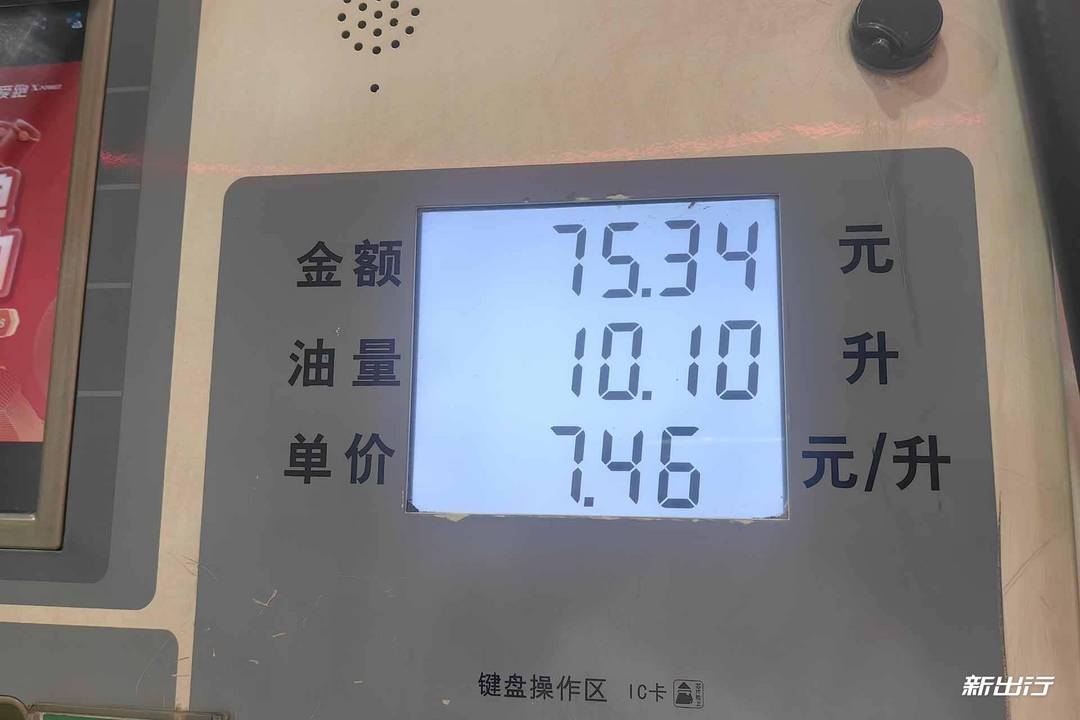 金额 75.34 元
油量 10.10 升
单价 7.46 元/升
键盘操作区 IC卡
新出行